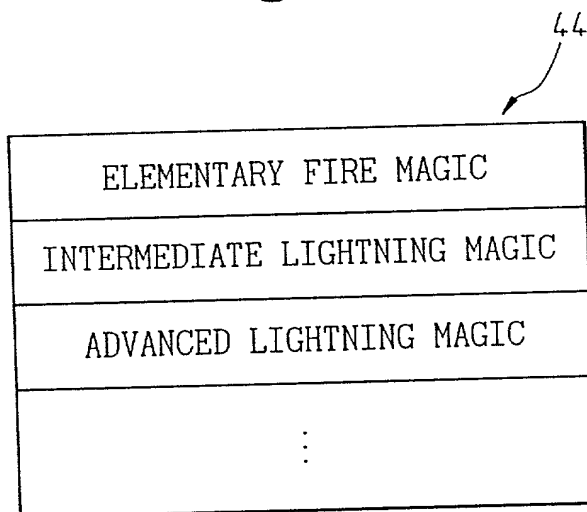 44
ELEMENTARY FIRE MAGIC
INTERMEDIATE LIGHTNING MAGIC
ADVANCED LIGHTNING MAGIC
⋮